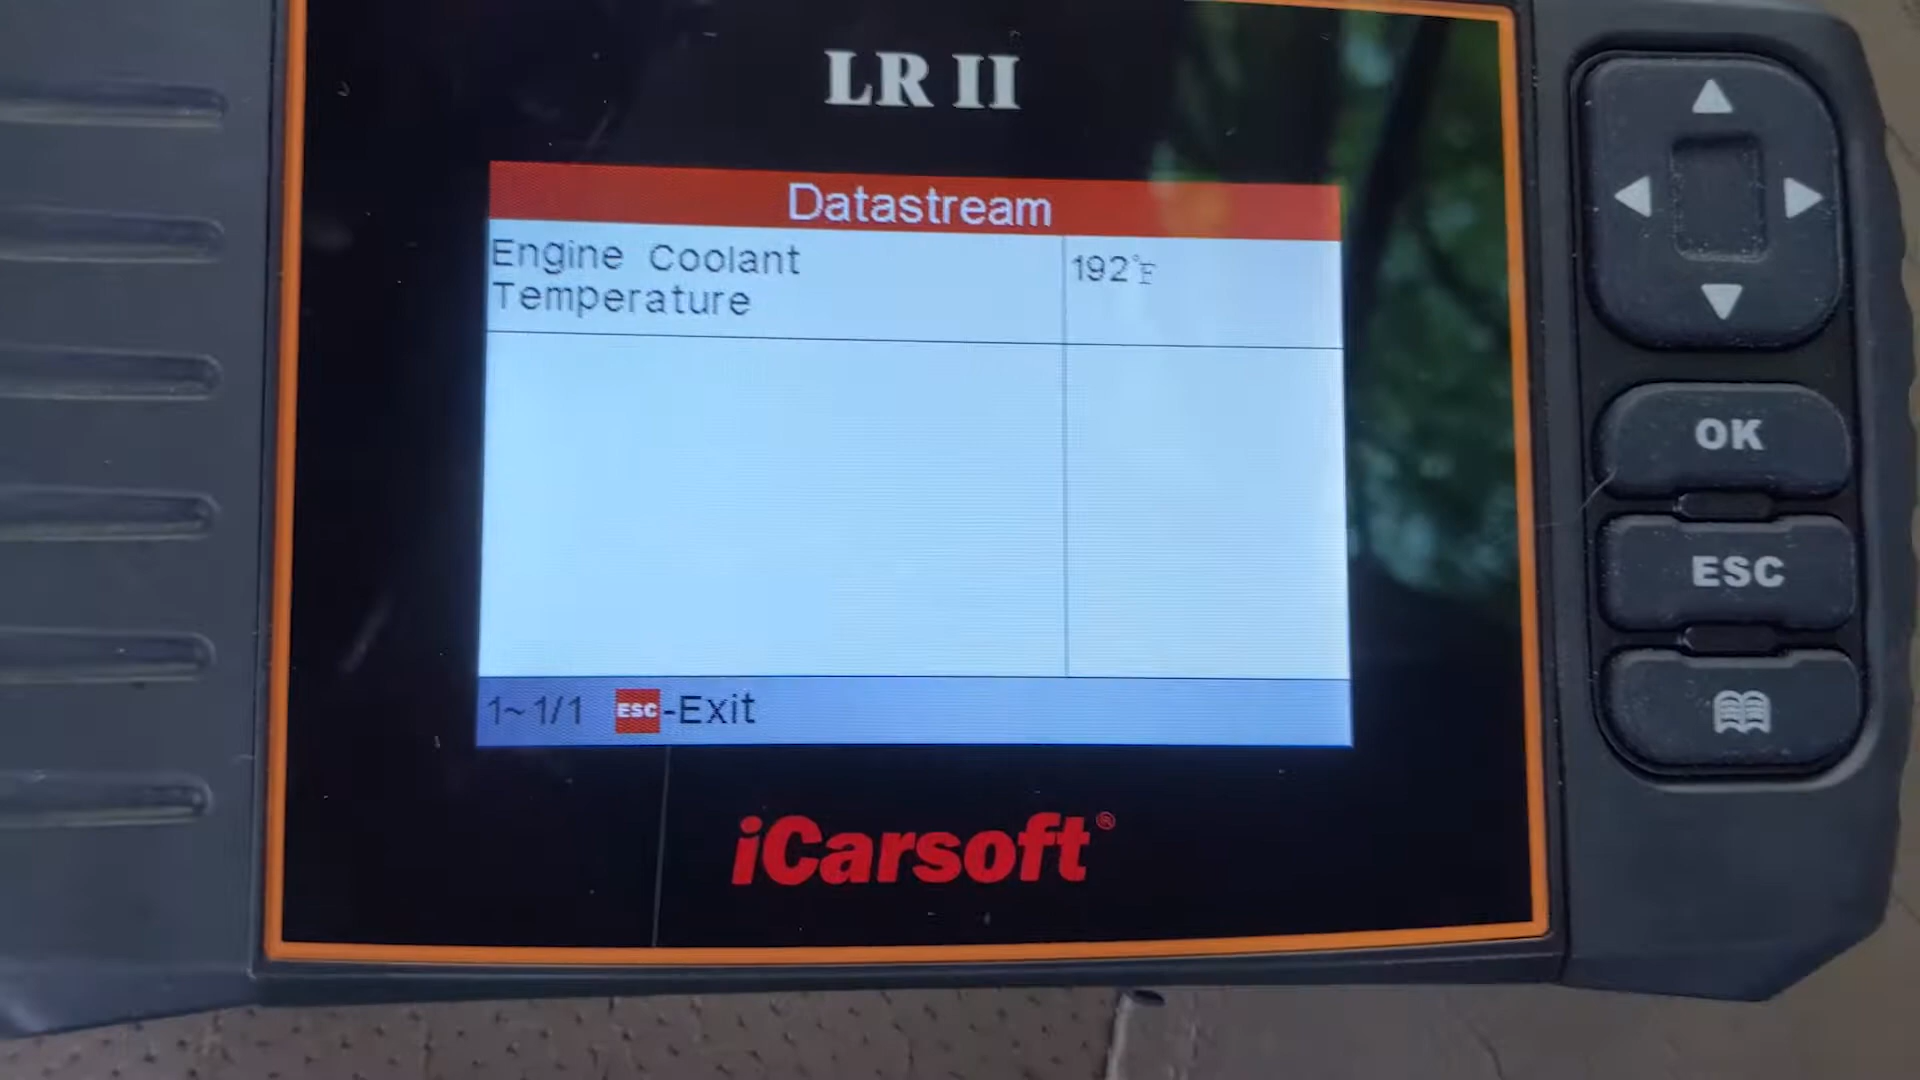 LR II
Datastream
Engine Coolant
Temperature
192°F
1~1/1 ESC-Exit
iCarsoft®
OK
ESC